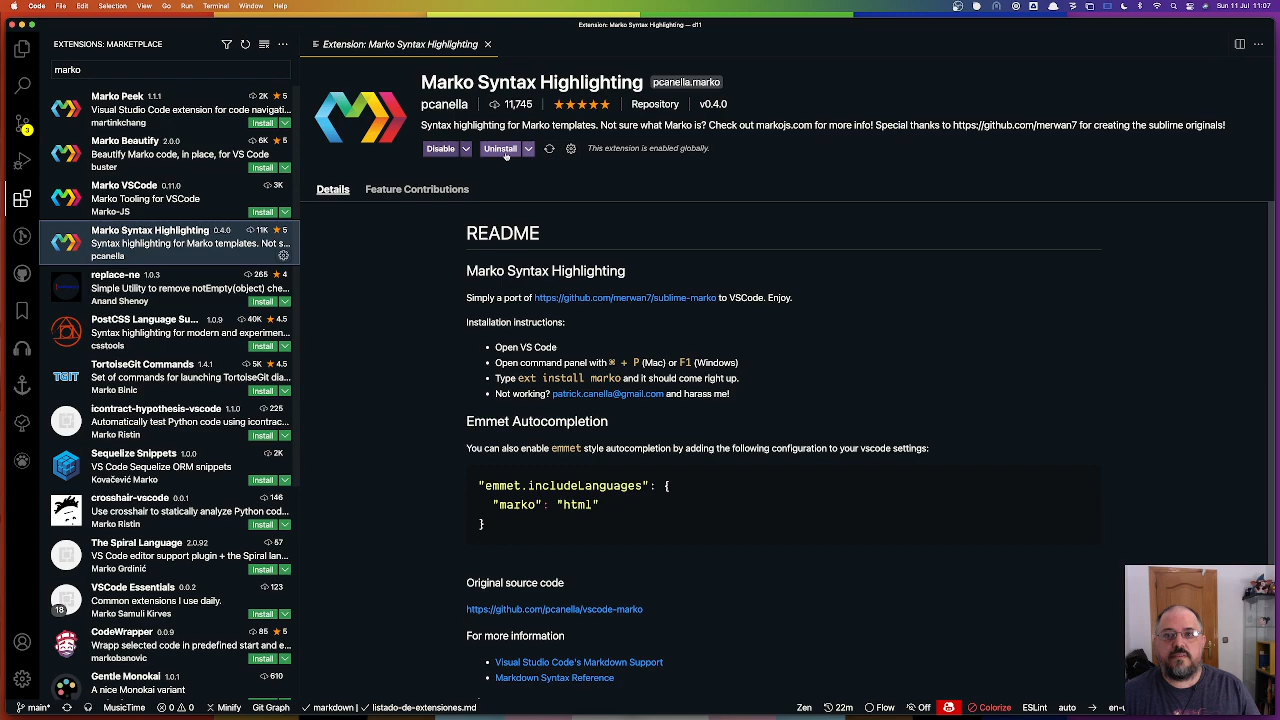 Code File Edit Selection View Go Run Terminal Window Help
Sun 11 Jul 11:07
Extension: Marko Syntax Highlighting — d11
EXTENSIONS: MARKETPLACE
marko
Marko Peek 1.1.1 2K 5
Visual Studio Code extension for code navigati...
martinkchang Install
Marko Beautify 2.0.0 6K 5
Beautify Marko code, in place, for VS Code
buster Install
Marko VSCode 0.11.0 3K
Marko Tooling for VSCode
Marko-JS Install
Marko Syntax Highlighting 0.4.0 11K 5
Syntax highlighting for Marko templates. Not s...
pcanella
replace-ne 1.0.3 265 4
Simple Utility to remove notEmpty(object) che...
Anand Shenoy Install
PostCSS Language Su... 1.0.9 40K 4.5
Syntax highlighting for modern and experimen...
csstools Install
TortoiseGit Commands 1.4.1 5K 4.5
Set of commands for launching TortoiseGit dia...
Marko Binic Install
icontract-hypothesis-vscode 1.1.0 225
Automatically test Python code using icontrac...
Marko Ristin Install
Sequelize Snippets 1.0.0 2K
VS Code Sequelize ORM snippets
Kovačević Marko Install
crosshair-vscode 0.0.1 146
Use crosshair to statically analyze Python cod...
Marko Ristin Install
The Spiral Language 2.0.92 57
VS Code editor support plugin + the Spiral lan...
Marko Grdinić Install
VSCode Essentials 0.0.2 123
Common extensions I use daily.
Marko Samuli Kirves Install
CodeWrapper 0.0.9 85 5
Wrapp selected code in predefined start and e...
markobanovic Install
Gentle Monokai 1.0.1 610
A nice Monokai variant
3
18
TGIT
Extension: Marko Syntax Highlighting
Marko Syntax Highlighting pcanella.marko
pcanella 11,745 Repository v0.4.0
Syntax highlighting for Marko templates. Not sure what Marko is? Check out markojs.com for more info! Special thanks to https://github.com/merwan7 for creating the sublime originals!
Disable Uninstall This extension is enabled globally.
Details Feature Contributions
README
Marko Syntax Highlighting
Simply a port of https://github.com/merwan7/sublime-marko to VSCode. Enjoy.
Installation instructions:
• Open VS Code
• Open command panel with ⌘ + P (Mac) or F1 (Windows)
• Type ext install marko and it should come right up.
• Not working? patrick.canella@gmail.com and harass me!
Emmet Autocompletion
You can also enable emmet style autocompletion by adding the following configuration to your vscode settings:
"emmet.includeLanguages": {
"marko": "html"
}
Original source code
https://github.com/pcanella/vscode-marko
For more information
• Visual Studio Code's Markdown Support
• Markdown Syntax Reference
main* MusicTime 0 0 Minify Git Graph markdown | listado-de-extensiones.md Zen 22m Flow Off Colorize ESLint auto en-u